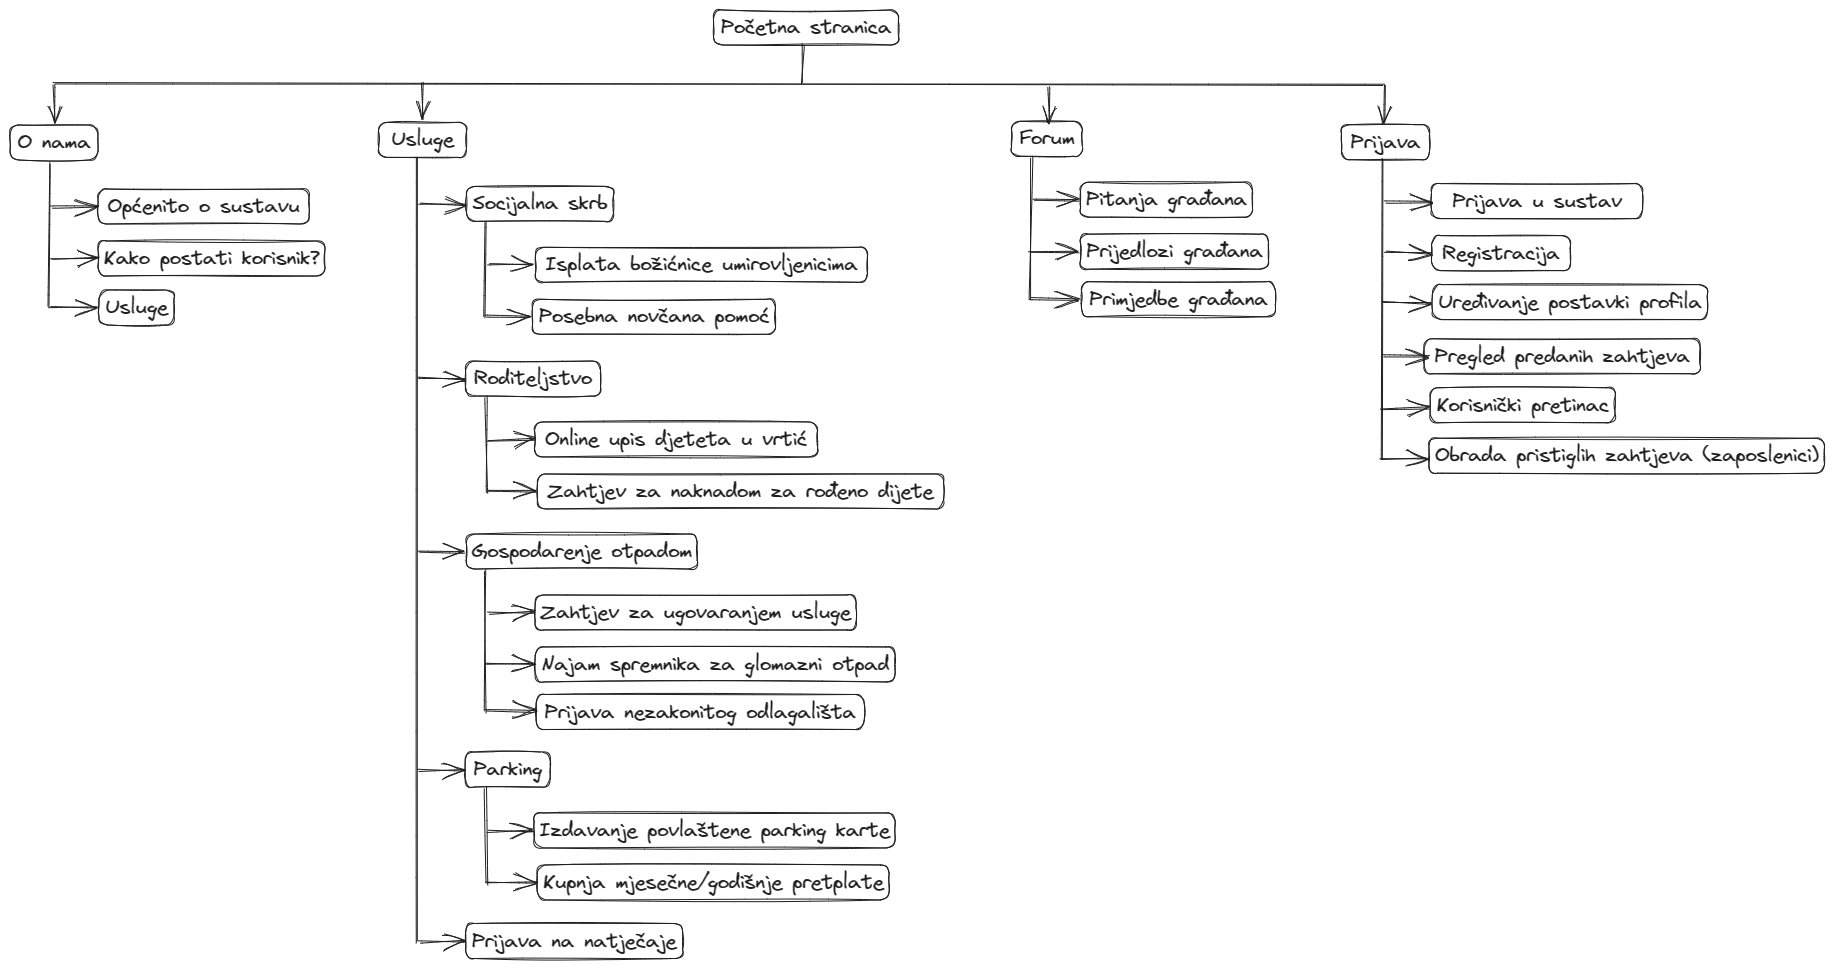 Početna stranica
O nama
Općenito o sustavu
Kako postati korisnik?
Usluge
Usluge
Socijalna skrb
Isplata božićnice umirovljenicima
Posebna novčana pomoć
Roditeljstvo
Online upis djeteta u vrtić
Zahtjev za naknadom za rođeno dijete
Gospodarenje otpadom
Zahtjev za ugovaranjem usluge
Najam spremnika za glomazni otpad
Prijava nezakonitog odlagališta
Parking
Izdavanje povlaštene parking karte
Kupnja mjesečne/godišnje pretplate
Prijava na natječaje
Forum
Pitanja građana
Prijedlozi građana
Primjedbe građana
Prijava
Prijava u sustav
Registracija
Uređivanje postavki profila
Pregled predanih zahtjeva
Korisnički pretinac
Obrada pristiglih zahtjeva (zaposlenici)